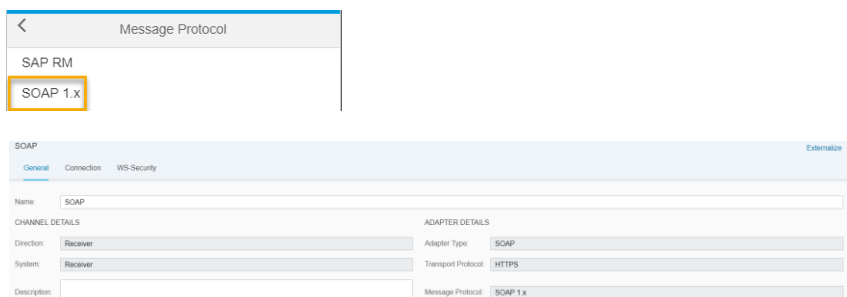 Message Protocol
SAP RM
SOAP 1.x
SOAP Externalize
General Connection WS-Security
Name: SOAP
CHANNEL DETAILS ADAPTER DETAILS
Direction: Receiver Adapter Type: SOAP
System: Receiver Transport Protocol: HTTPS
Description: Message Protocol: SOAP 1.x